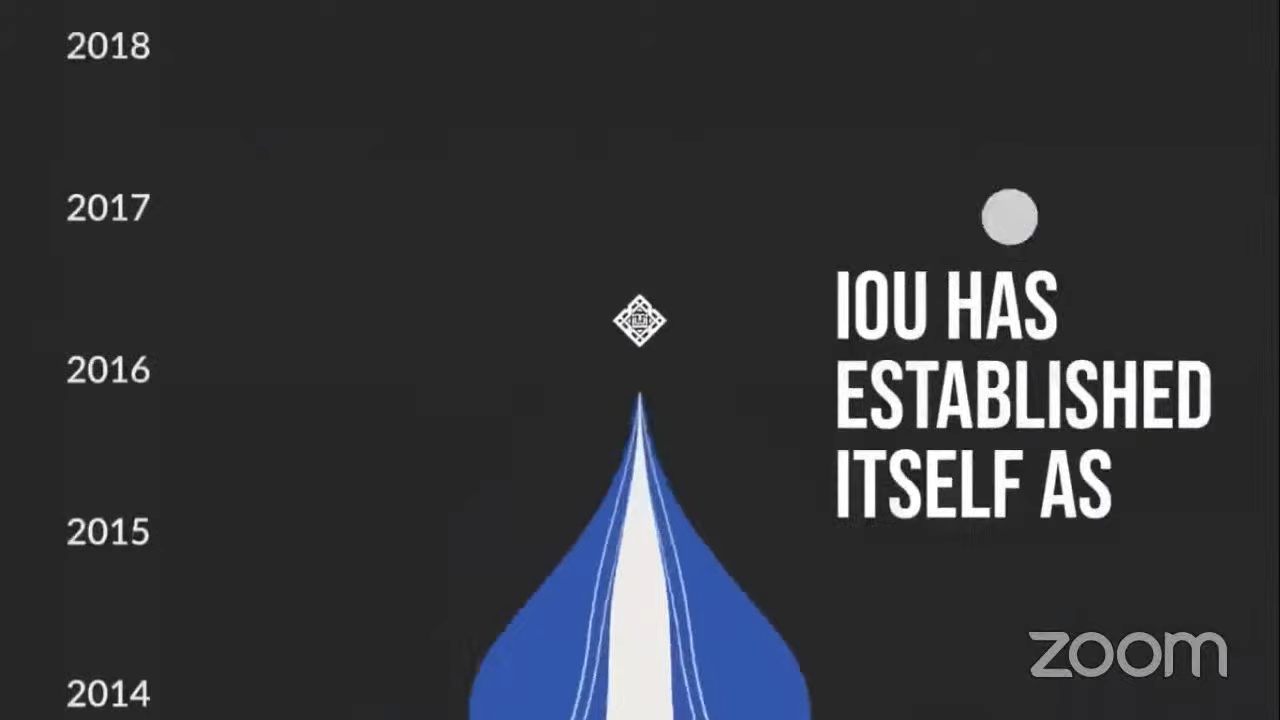 2018
2017
2016
2015
2014
IOU HAS
ESTABLISHED
ITSELF AS
zoom